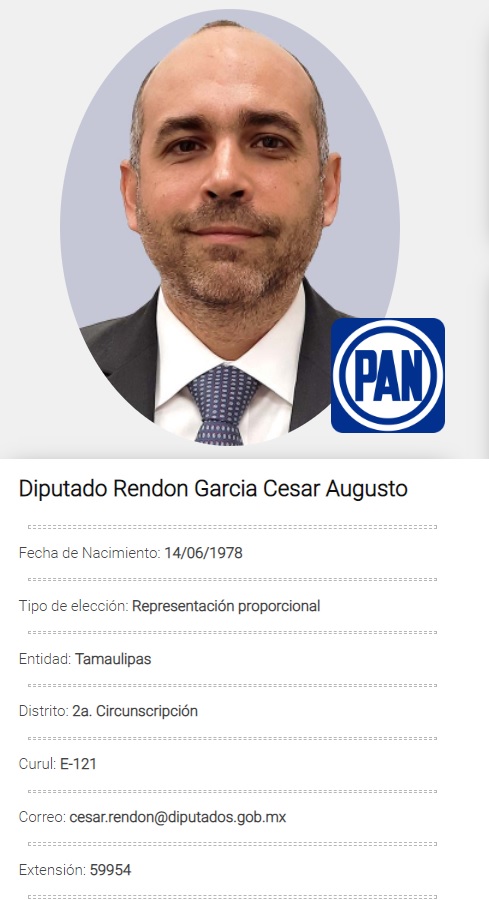 PAN
Diputado Rendon Garcia Cesar Augusto
Fecha de Nacimiento: 14/06/1978
Tipo de elección: Representación proporcional
Entidad: Tamaulipas
Distrito: 2a. Circunscripción
Curul: E-121
Correo: cesar.rendon@diputados.gob.mx
Extensión: 59954